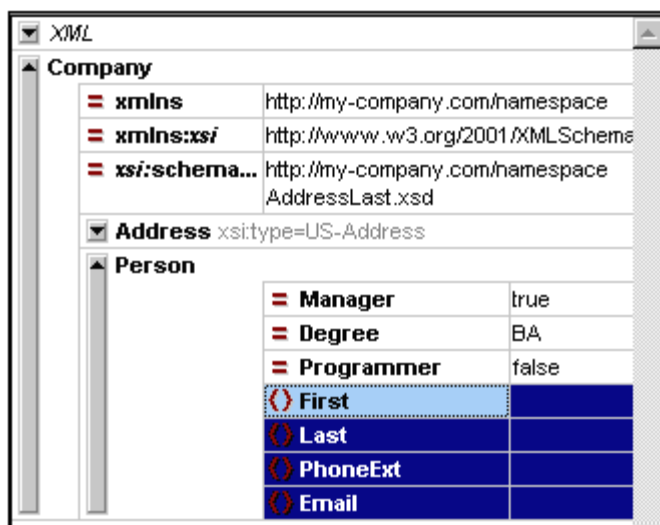 XML
Company
= xmlns http://my-company.com/namespace
= xmlns:xsi http://www.w3.org/2001/XMLSchema
= xsi:schema... http://my-company.com/namespace
AddressLast.xsd
Address xsi:type=US-Address
Person
= Manager true
= Degree BA
= Programmer false
() First
() Last
() PhoneExt
() Email